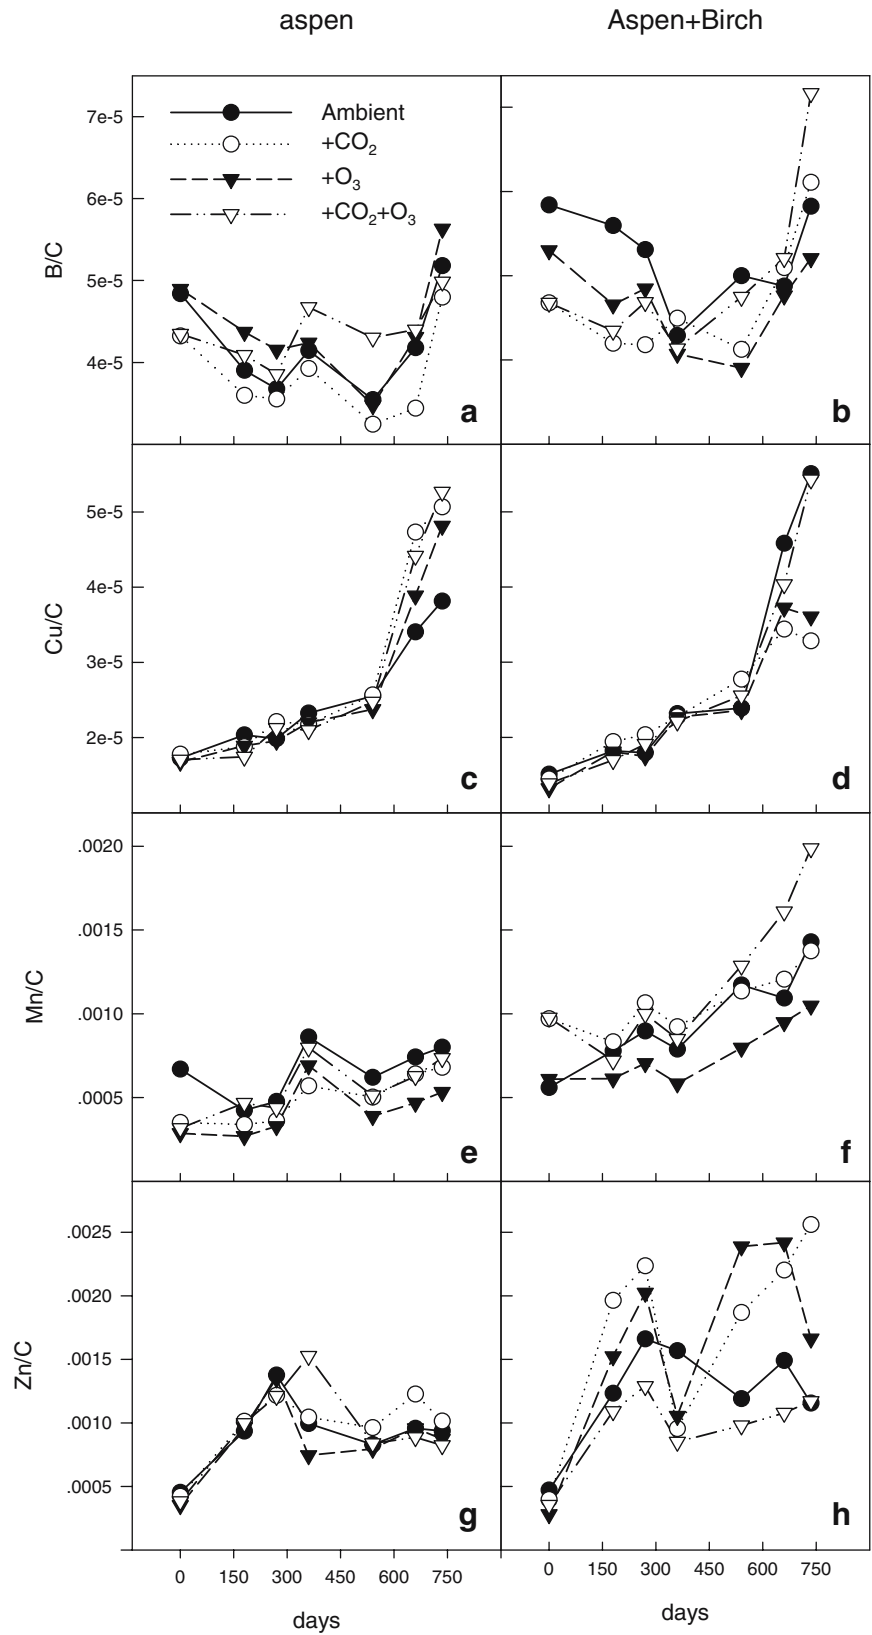 aspen
Aspen+Birch
B/C
7e-5
6e-5
5e-5
4e-5
Ambient
+CO2
+O3
+CO2+O3
a
b
Cu/C
5e-5
4e-5
3e-5
2e-5
c
d
Mn/C
.0020
.0015
.0010
.0005
e
f
Zn/C
.0025
.0020
.0015
.0010
.0005
g
h
0 150 300 450 600 750
0 150 300 450 600 750
days
days